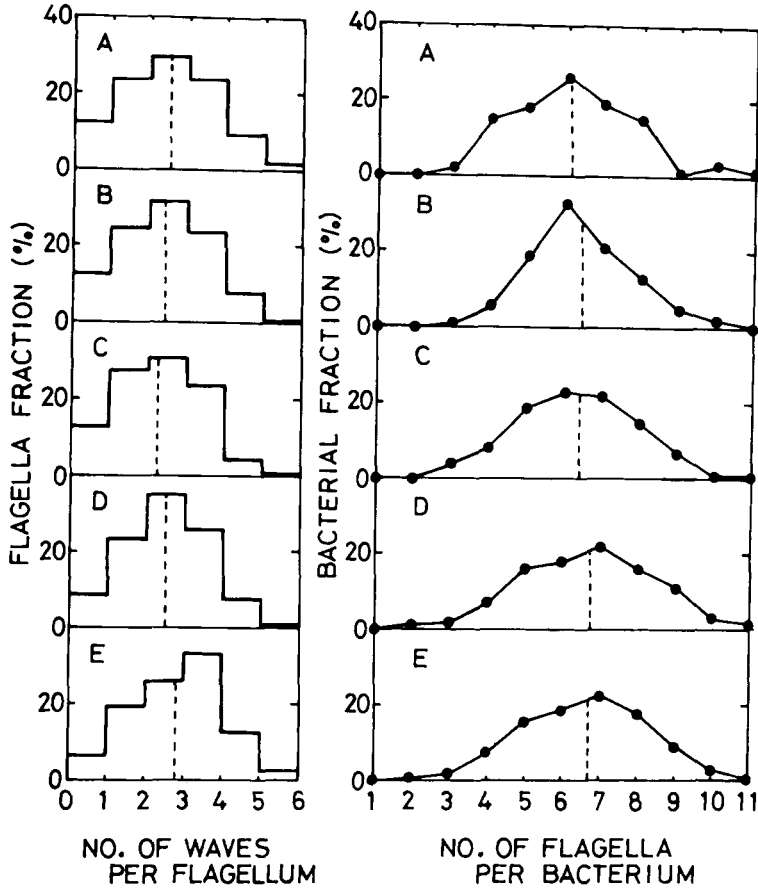 FLAGELLA FRACTION (%)
40
A
20
0
B
20
0
C
20
0
D
20
0
E
20
0
0 1 2 3 4 5 6
NO. OF WAVES
PER FLAGELLUM
BACTERIAL FRACTION (%)
40
A
20
0
B
20
0
C
20
0
D
20
0
E
20
0
1 2 3 4 5 6 7 8 9 10 11
NO. OF FLAGELLA
PER BACTERIUM